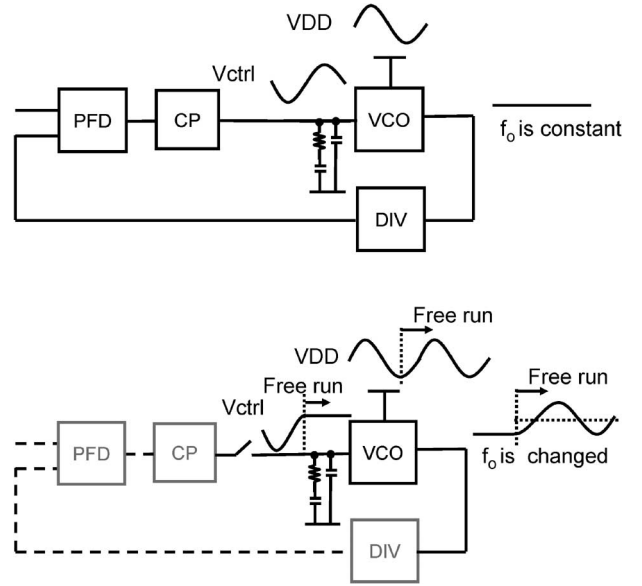 VDD
Vctrl
PFD
CP
VCO
fo is constant
DIV
Free run
VDD
Free run
Free run
Vctrl
PFD
CP
VCO
fo is changed
DIV